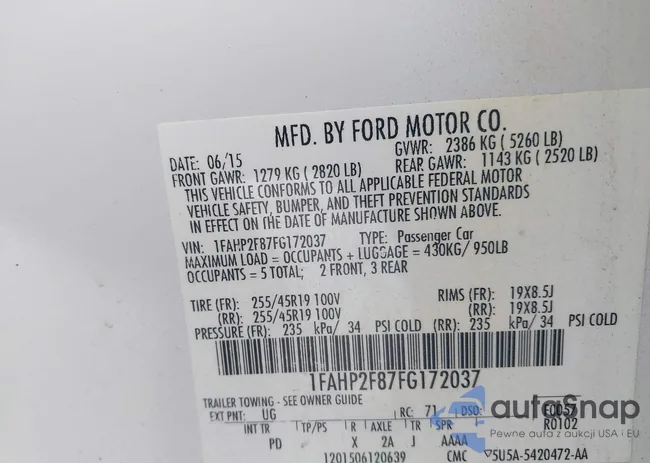 MFD. BY FORD MOTOR CO.
DATE: 06/15 GVWR: 2386 KG ( 5260 LB)
FRONT GAWR: 1279 KG ( 2820 LB) REAR GAWR: 1143 KG ( 2520 LB)
THIS VEHICLE CONFORMS TO ALL APPLICABLE FEDERAL MOTOR
VEHICLE SAFETY, BUMPER, AND THEFT PREVENTION STANDARDS
IN EFFECT ON THE DATE OF MANUFACTURE SHOWN ABOVE.
VIN: 1FAHP2F87FG172037 TYPE: Passenger Car
MAXIMUM LOAD = OCCUPANTS + LUGGAGE = 430KG/ 950LB
OCCUPANTS = 5 TOTAL; 2 FRONT, 3 REAR
TIRE (FR): 255/45R19 100V RIMS (FR): 19X8.5J
(RR): 255/45R19 100V (RR): 19X8.5J
PRESSURE (FR): 235 kPa/ 34 PSI COLD (RR): 235 kPa/ 34 PSI COLD
1FAHP2F87FG172037
TRAILER TOWING - SEE OWNER GUIDE
EXT PNT: UG RC: 71 DSO: F0057
INT TR TP/PS R AXLE TR SPR R0102
PD X 2A J AAAA
1201506120639 CMC 5U5A-5420472-AA
autoSnap
Pewne auta z aukcji USA i EU